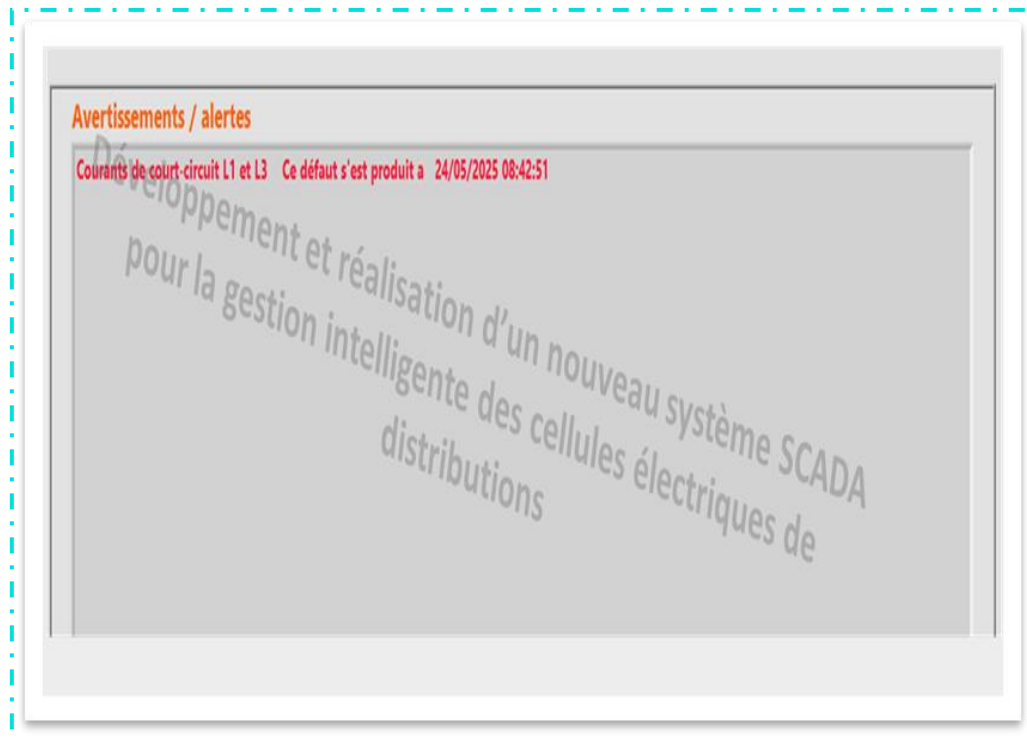 Avertissements / alertes
Courants de court-circuit L1 et L3 Ce défaut s'est produit a 24/05/2025 08:42:51
Développement et réalisation d'un nouveau système SCADA
pour la gestion intelligente des cellules électriques de
distributions